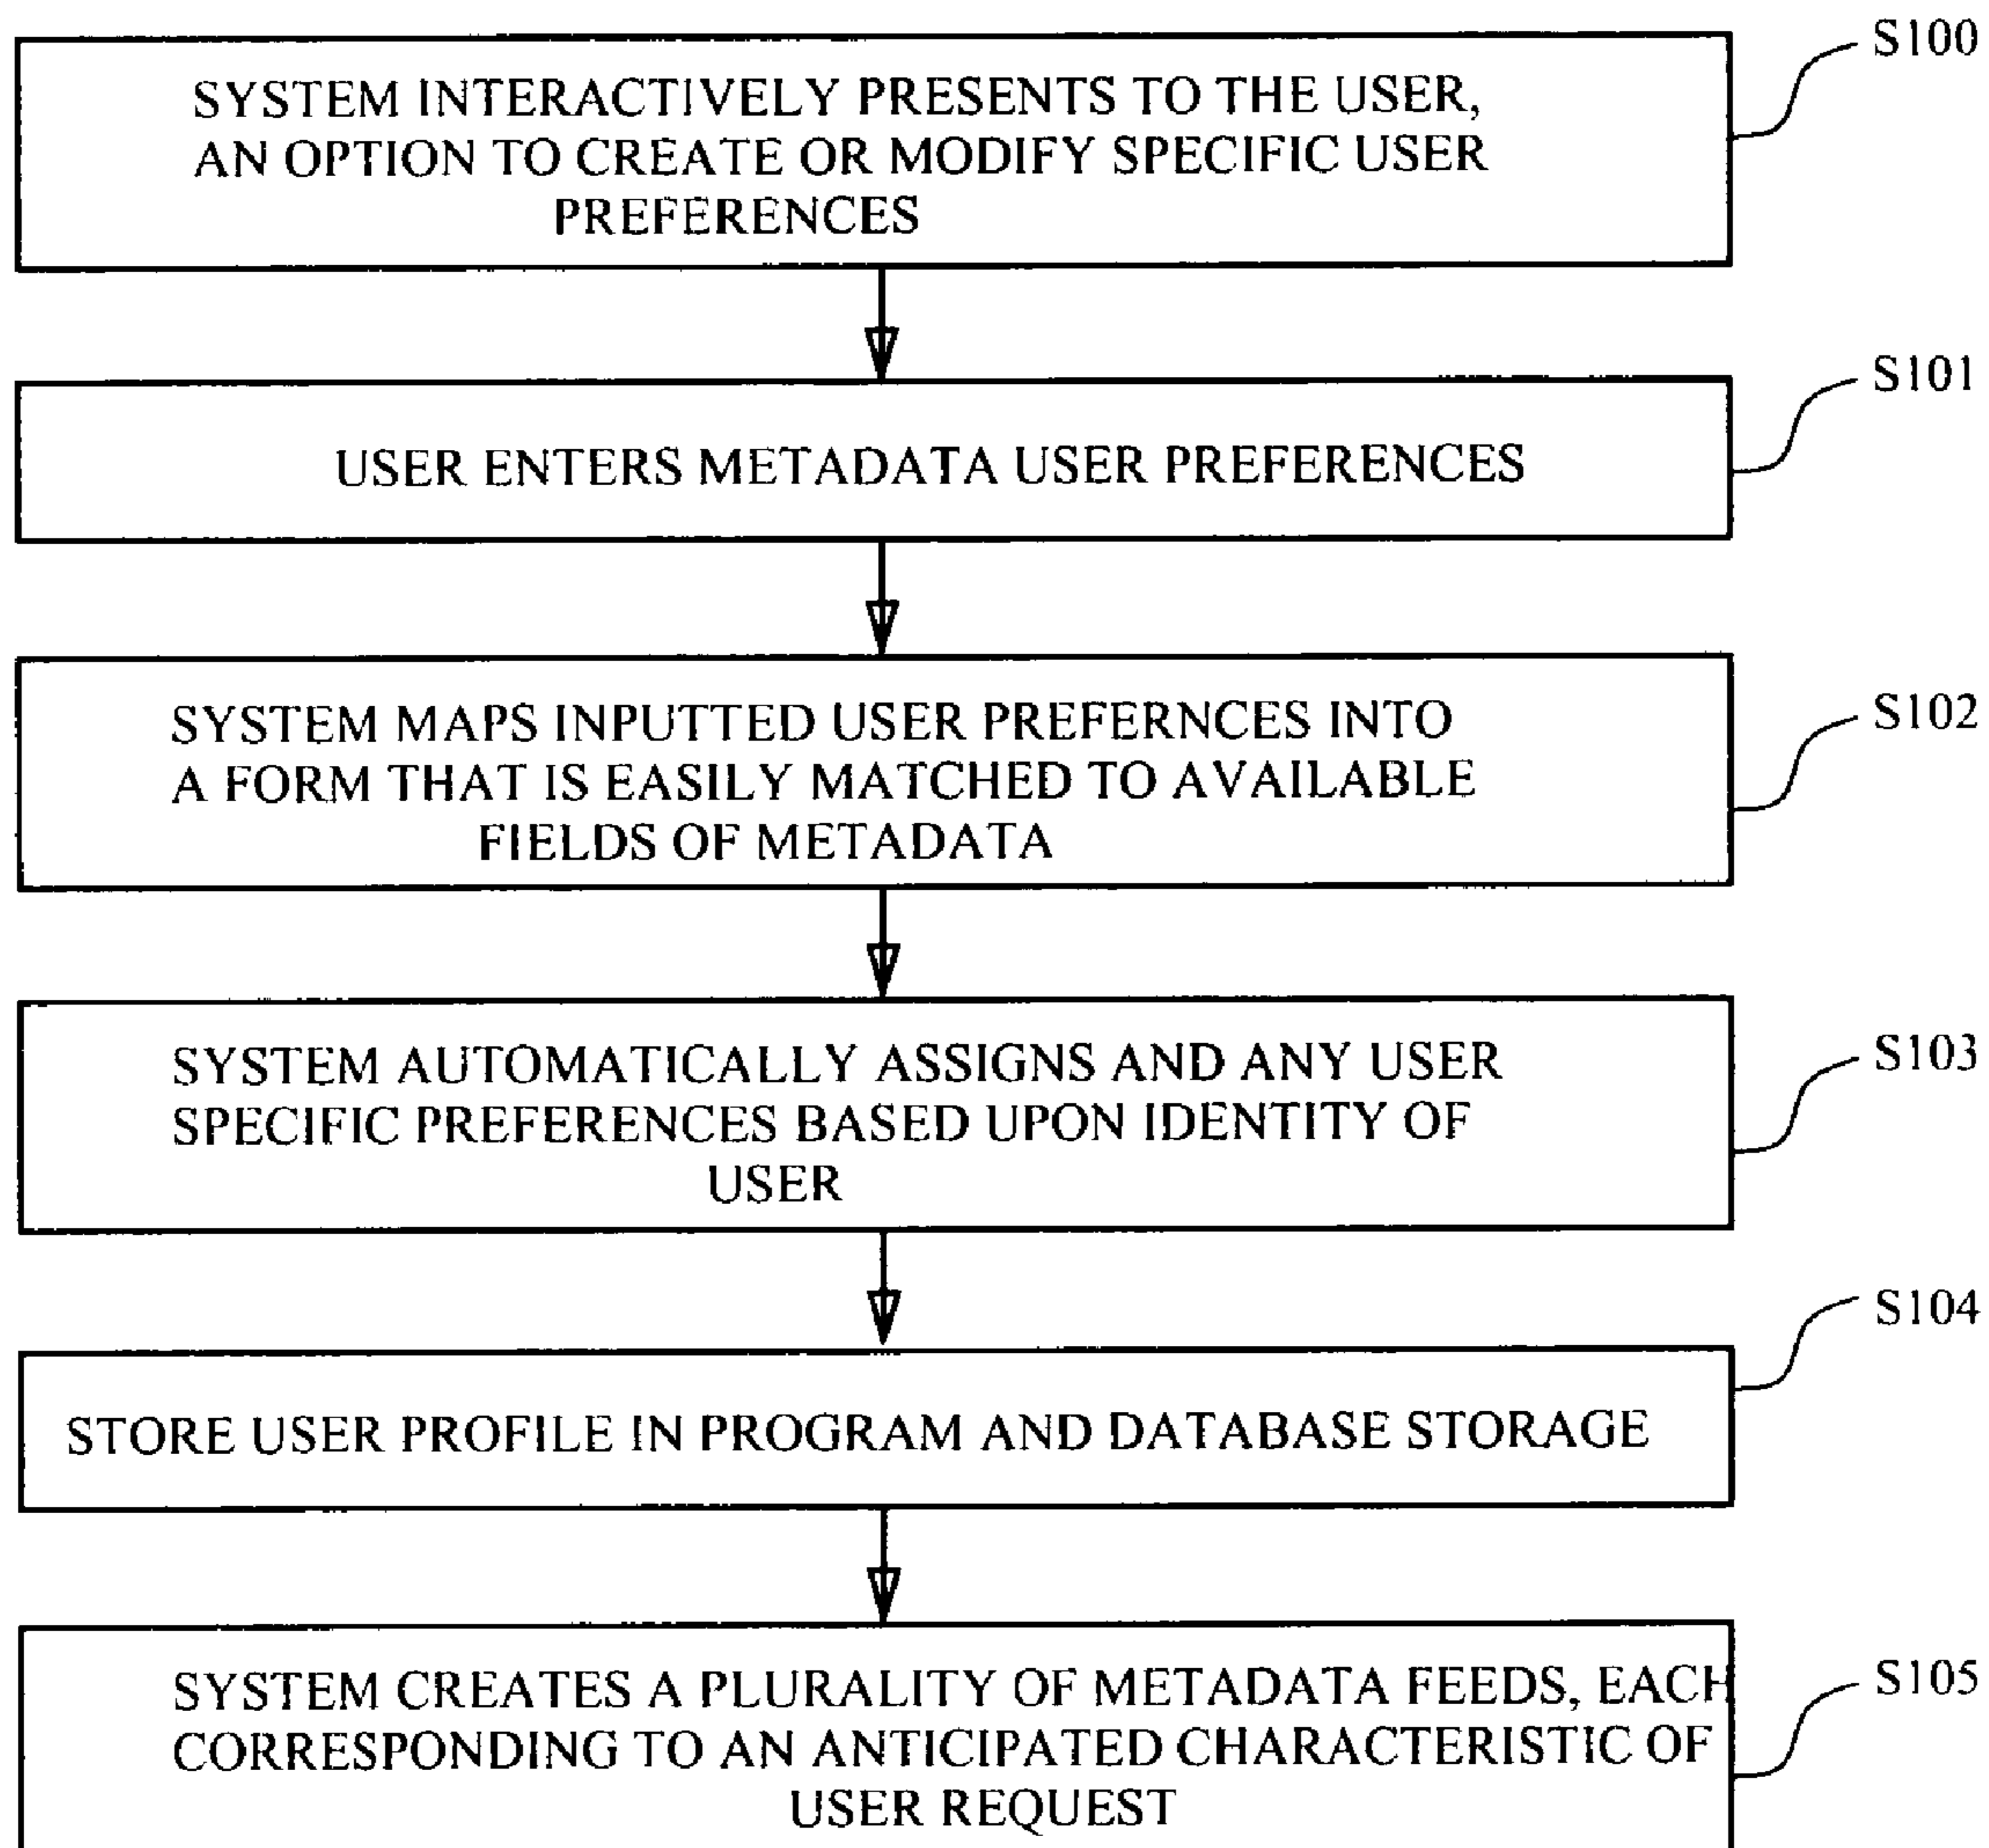 S100
SYSTEM INTERACTIVELY PRESENTS TO THE USER,
AN OPTION TO CREATE OR MODIFY SPECIFIC USER
PREFERENCES
S101
USER ENTERS METADATA USER PREFERENCES
S102
SYSTEM MAPS INPUTTED USER PREFERNCES INTO
A FORM THAT IS EASILY MATCHED TO AVAILABLE
FIELDS OF METADATA
S103
SYSTEM AUTOMATICALLY ASSIGNS AND ANY USER
SPECIFIC PREFERENCES BASED UPON IDENTITY OF
USER
S104
STORE USER PROFILE IN PROGRAM AND DATABASE STORAGE
S105
SYSTEM CREATES A PLURALITY OF METADATA FEEDS, EACH
CORRESPONDING TO AN ANTICIPATED CHARACTERISTIC OF
USER REQUEST